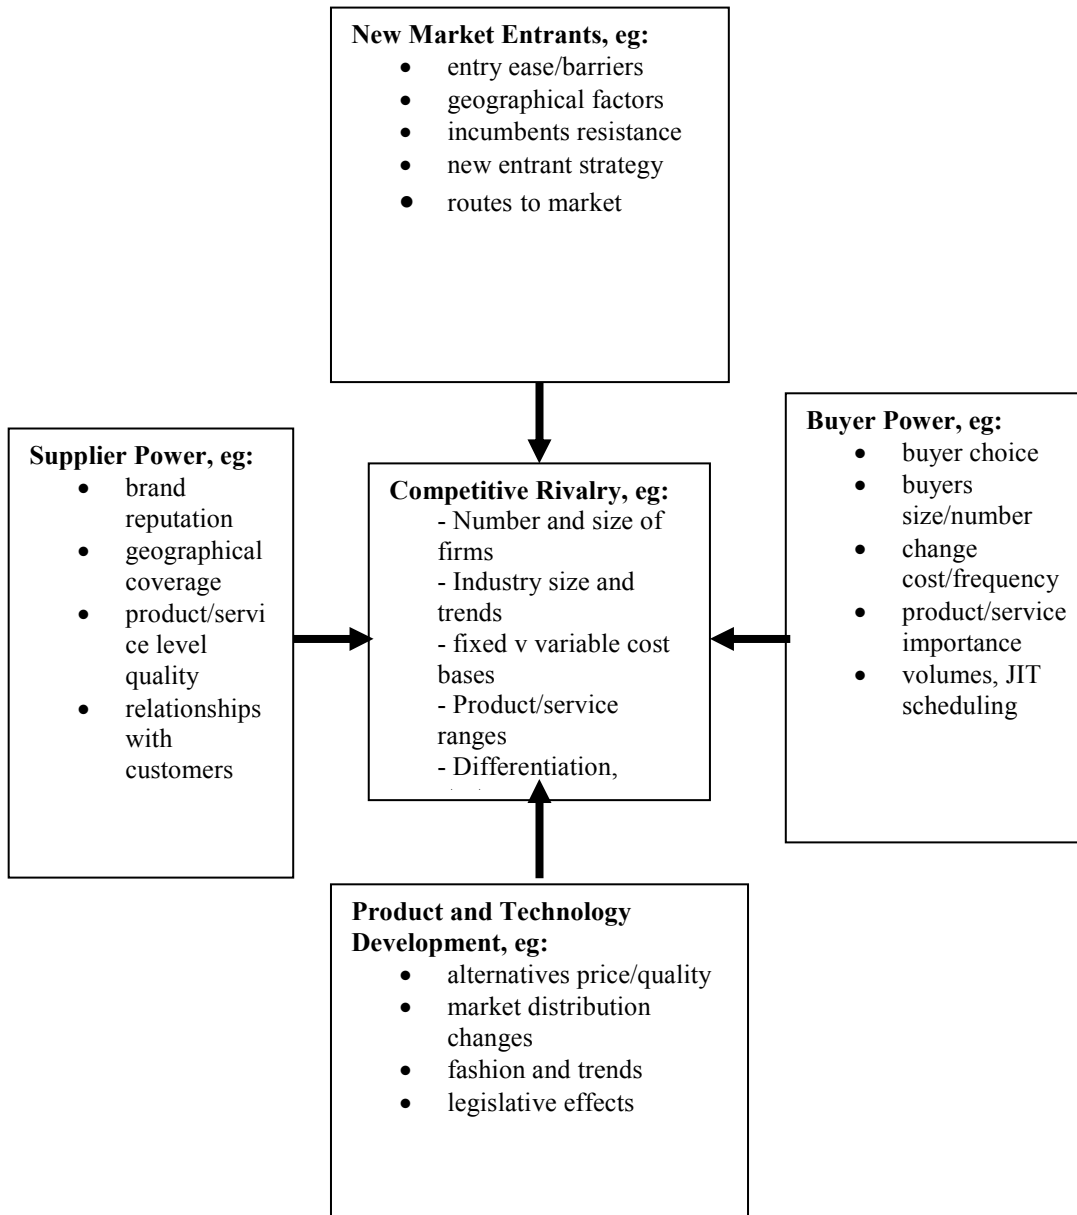 New Market Entrants, eg:
• entry ease/barriers
• geographical factors
• incumbents resistance
• new entrant strategy
• routes to market
Supplier Power, eg:
• brand
reputation
• geographical
coverage
• product/servi
ce level
quality
• relationships
with
customers
Competitive Rivalry, eg:
- Number and size of
firms
- Industry size and
trends
- fixed v variable cost
bases
- Product/service
ranges
- Differentiation,
Buyer Power, eg:
• buyer choice
• buyers
size/number
• change
cost/frequency
• product/service
importance
• volumes, JIT
scheduling
Product and Technology
Development, eg:
• alternatives price/quality
• market distribution
changes
• fashion and trends
• legislative effects